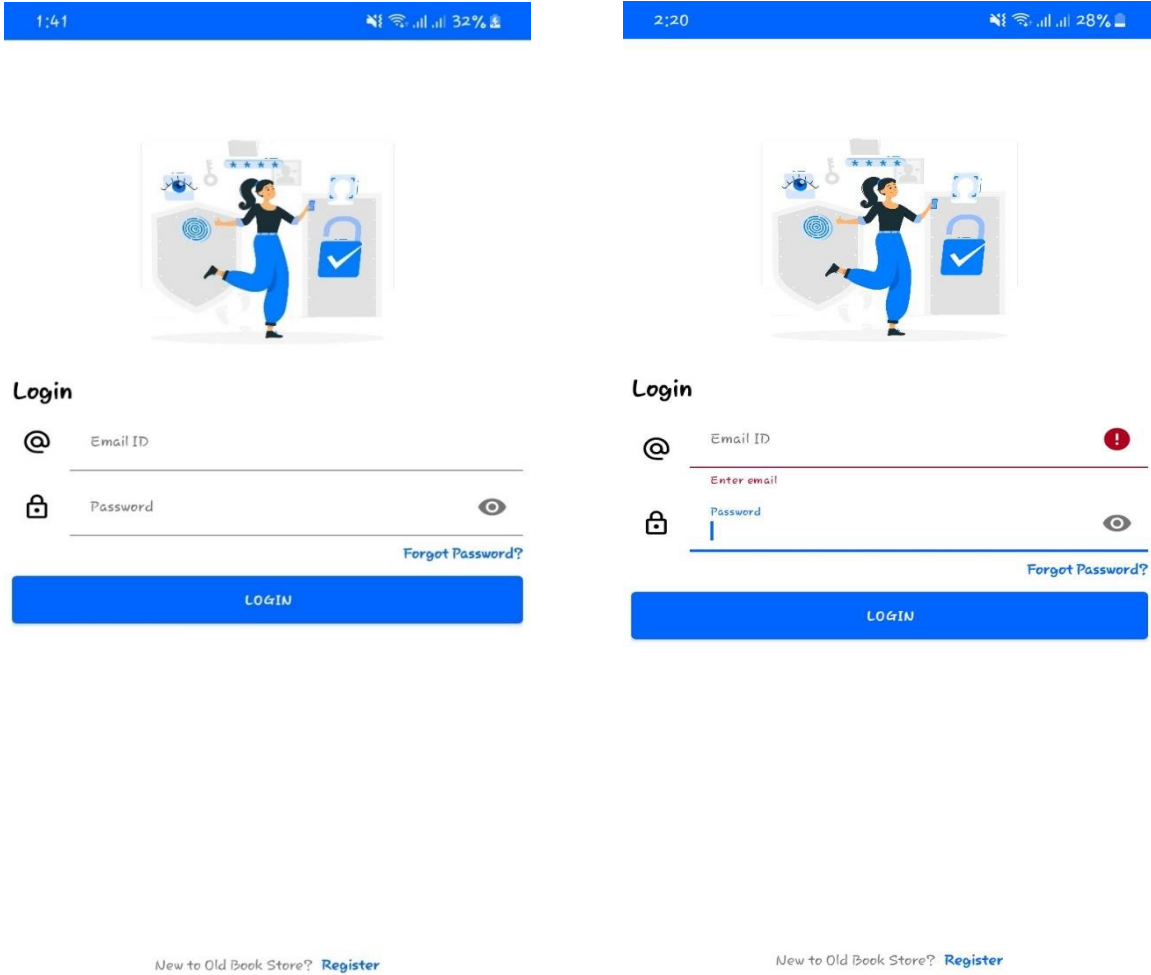 1:41
32%
* * * *
Login
Email ID
Password
Forgot Password?
LOGIN
New to Old Book Store? Register
2:20
28%
* * * *
Login
Email ID
Enter email
Password
Forgot Password?
LOGIN
New to Old Book Store? Register